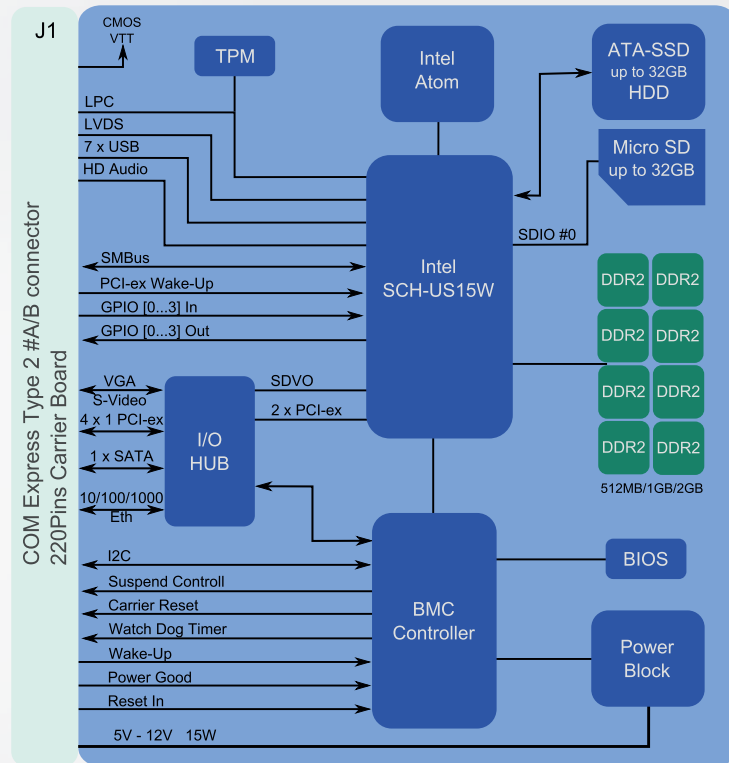 J1
COM Express Type 2 #A/B connector
220Pins Carrier Board
CMOS
VTT
TPM
Intel
Atom
ATA-SSD
up to 32GB
HDD
LPC
LVDS
7 x USB
HD Audio
Micro SD
up to 32GB
SDIO #0
SMBus
PCI-ex Wake-Up
GPIO [0...3] In
GPIO [0...3] Out
Intel
SCH-US15W
DDR2 DDR2
DDR2 DDR2
DDR2 DDR2
DDR2 DDR2
512MB/1GB/2GB
VGA
S-Video
4 x 1 PCI-ex
1 x SATA
10/100/1000
Eth
I/O
HUB
SDVO
2 x PCI-ex
I2C
Suspend Controll
Carrier Reset
Watch Dog Timer
Wake-Up
Power Good
Reset In
5V - 12V 15W
BMC
Controller
BIOS
Power
Block